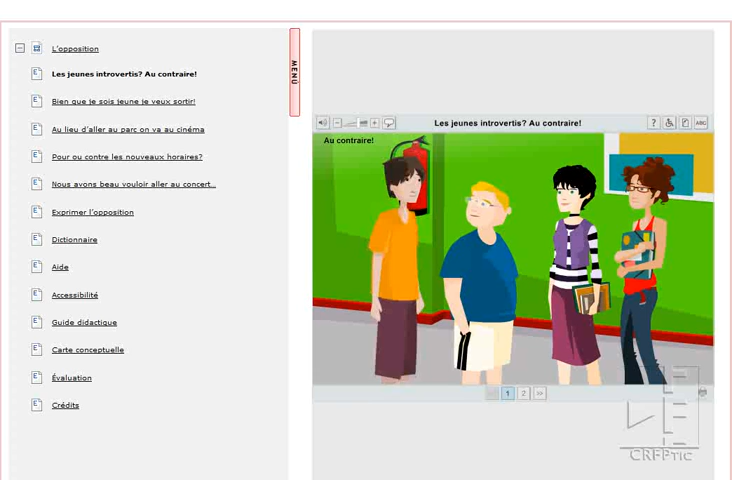 L'opposition
Les jeunes introvertis? Au contraire!
Bien que je sois jeune je veux sortir!
Au lieu d'aller au parc on va au cinéma
Pour ou contre les nouveaux horaires?
Nous avons beau vouloir aller au concert...
Exprimer l'opposition
Dictionnaire
Aide
Accessibilité
Guide didactique
Carte conceptuelle
Évaluation
Crédits
MENÚ
Les jeunes introvertis? Au contraire!
?
ABC
Au contraire!
1 2 >>
CREPTIC